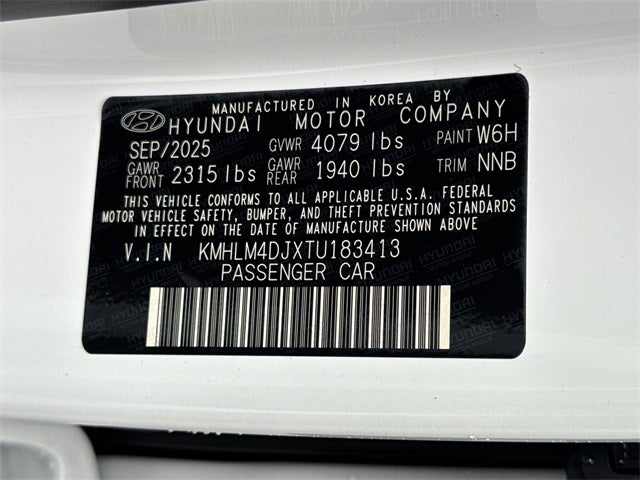 MANUFACTURED IN KOREA BY
HYUNDAI MOTOR COMPANY
SEP/2025 GVWR 4079 lbs PAINT W6H
GAWR FRONT 2315 lbs GAWR REAR 1940 lbs TRIM NNB
THIS VEHICLE CONFORMS TO ALL APPLICABLE U.S.A. FEDERAL
MOTOR VEHICLE SAFETY, BUMPER, AND THEFT PREVENTION STANDARDS
IN EFFECT ON THE DATE OF MANUFACTURE SHOWN ABOVE
V.I.N KMHLM4DJXTU183413
PASSENGER CAR